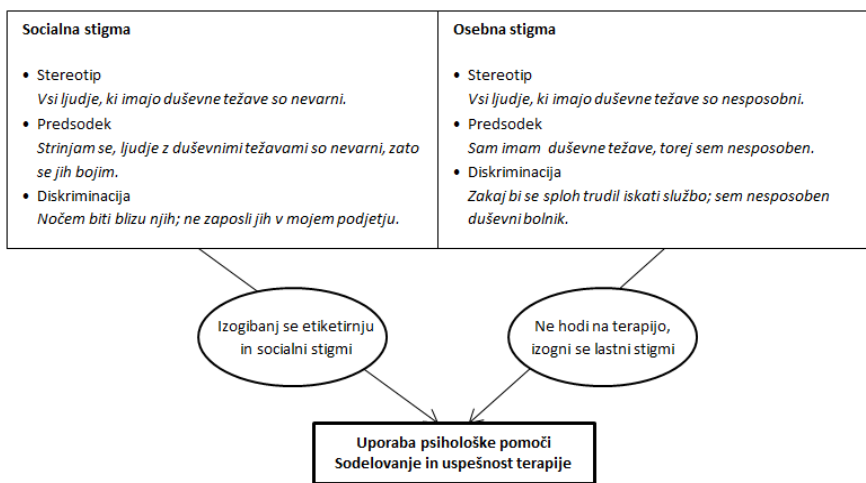 Socialna stigma
• Stereotip
Vsi ljudje, ki imajo duševne težave so nevarni.
• Predsodek
Strinjam se, ljudje z duševnimi težavami so nevarni, zato
se jih bojim.
• Diskriminacija
Nočem biti blizu njih; ne zaposli jih v mojem podjetju.
Osebna stigma
• Stereotip
Vsi ljudje, ki imajo duševne težave so nesposobni.
• Predsodek
Sam imam duševne težave, torej sem nesposoben.
• Diskriminacija
Zakaj bi se sploh trudil iskati službo; sem nesposoben
duševni bolnik.
Izogibanj se etiketirnju
in socialni stigmi
Ne hodi na terapijo,
izogni se lastni stigmi
Uporaba psihološke pomoči
Sodelovanje in uspešnost terapije